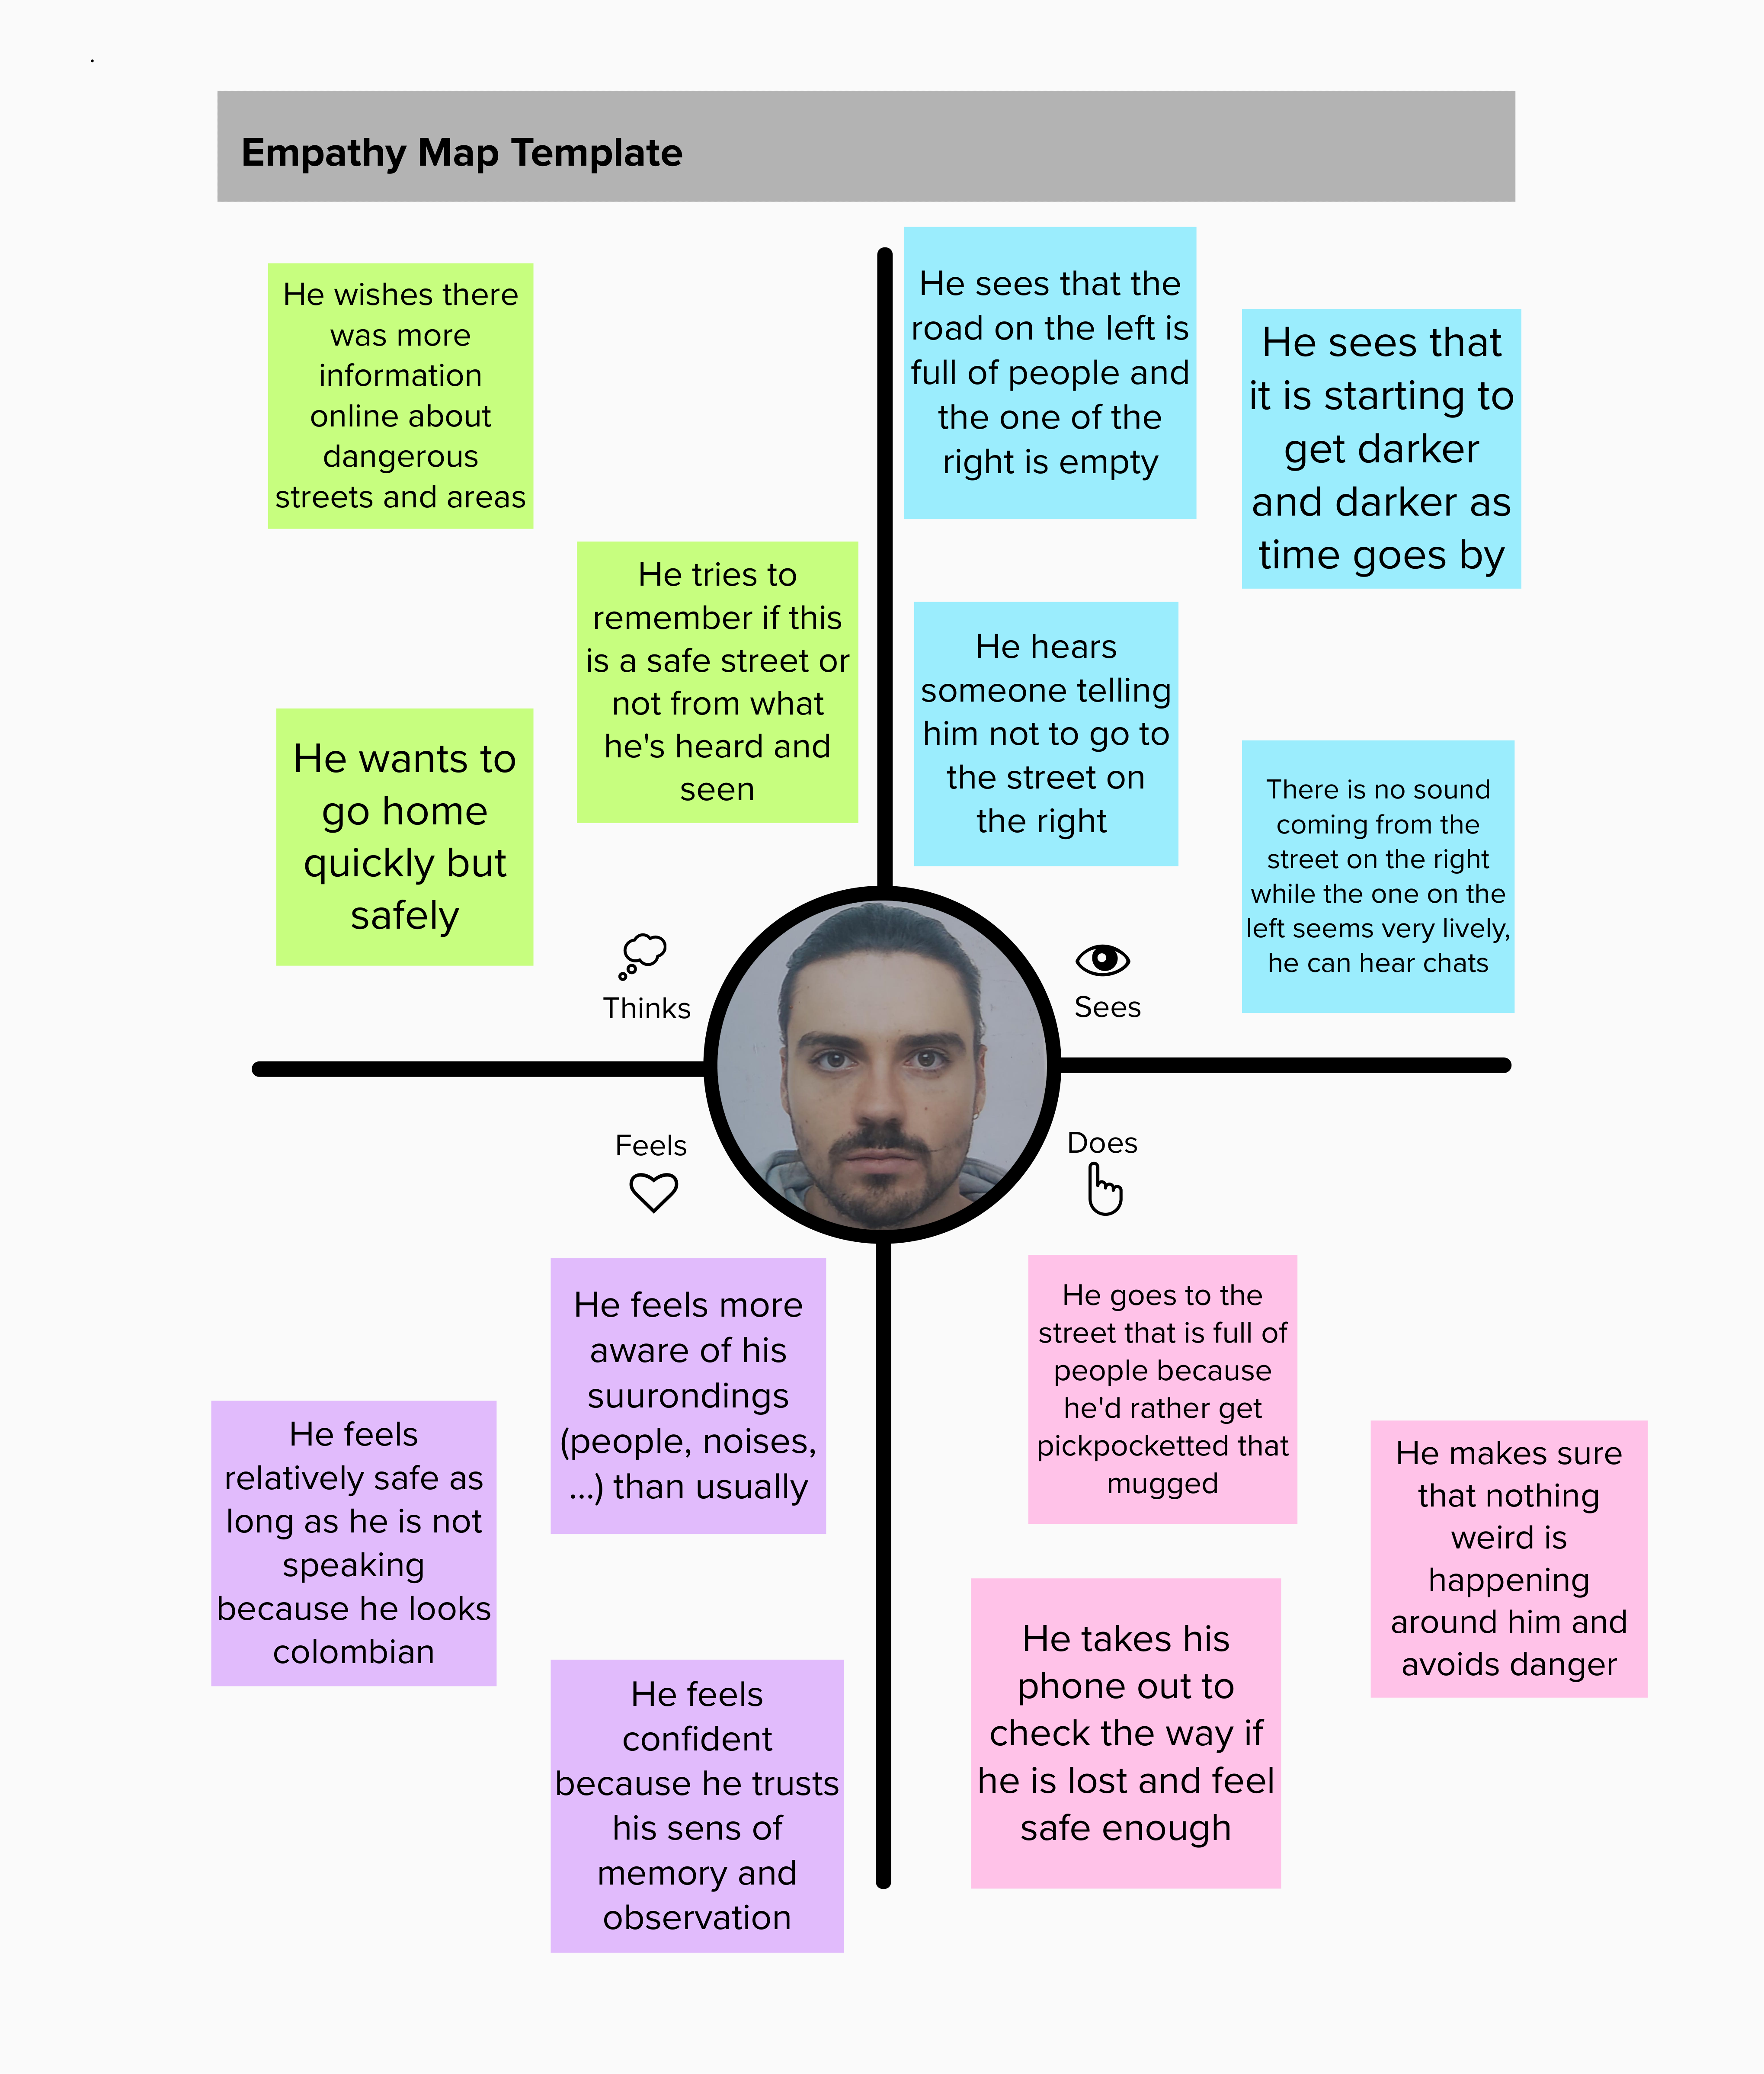 Empathy Map Template
He wishes there
was more
information
online about
dangerous
streets and areas
He tries to
remember if this
is a safe street or
not from what
he's heard and
seen
He wants to
go home
quickly but
safely
Thinks
He sees that the
road on the left is
full of people and
the one of the
right is empty
He sees that
it is starting to
get darker
and darker as
time goes by
He hears
someone telling
him not to go to
the street on
the right
There is no sound
coming from the
street on the right
while the one on the
left seems very lively,
he can hear chats
Sees
Feels
He feels more
aware of his
suurondings
(people, noises,
...) than usually
He feels
relatively safe as
long as he is not
speaking
because he looks
colombian
He feels
confident
because he trusts
his sens of
memory and
observation
Does
He goes to the
street that is full of
people because
he'd rather get
pickpocketted that
mugged
He makes sure
that nothing
weird is
happening
around him and
avoids danger
He takes his
phone out to
check the way if
he is lost and feel
safe enough